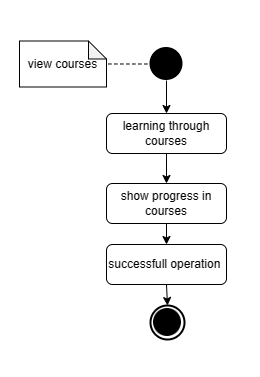 view courses
learning through
courses
show progress in
courses
successfull operation